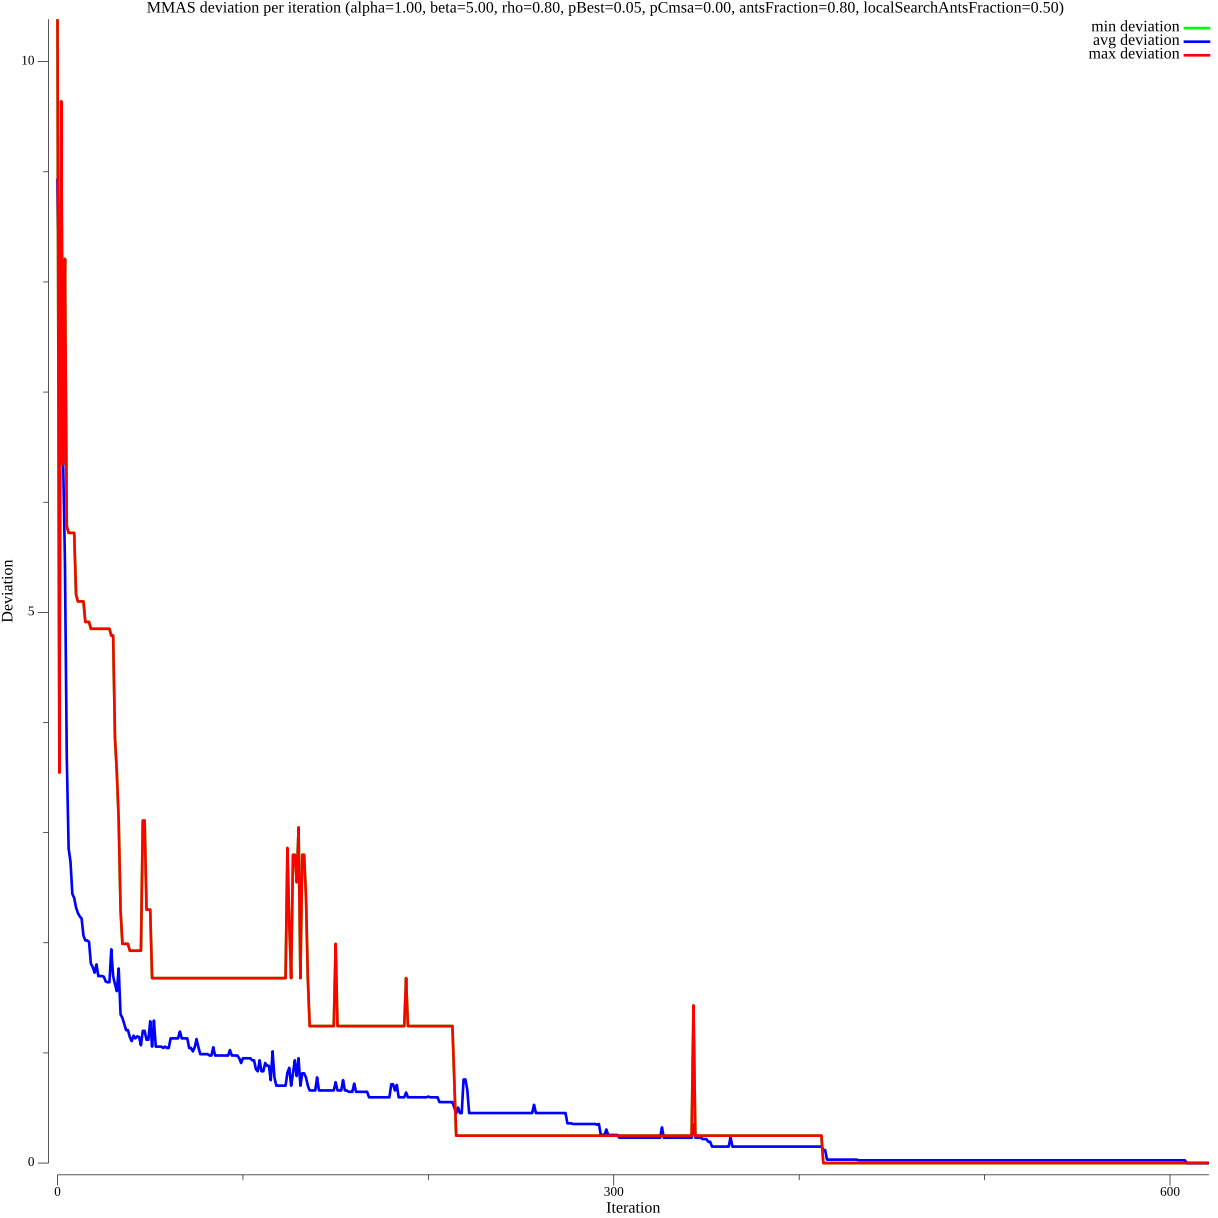 MMAS deviation per iteration (alpha=1.00, beta=5.00, rho=0.80, pBest=0.05, pCmsa=0.00, antsFraction=0.80, localSearchAntsFraction=0.50)
min deviation
avg deviation
max deviation
10
5
0
Deviation
0
300
600
Iteration